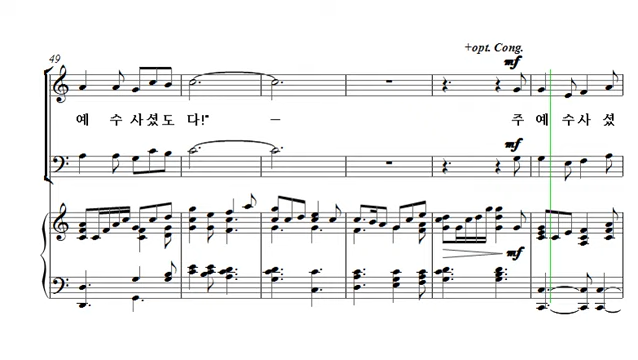 +opt. Cong.
49
mf
예 수 사 셨 도 다!" — 주 예 수 사 셨
mf
mf